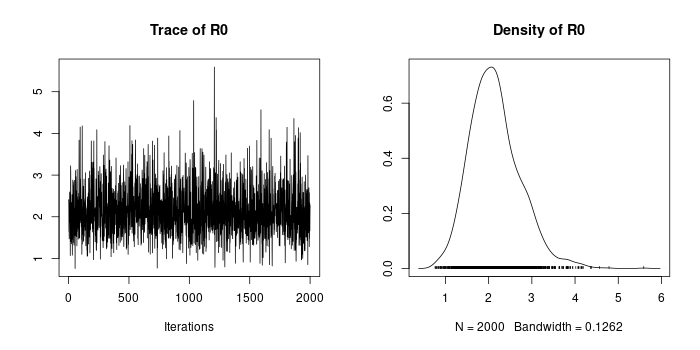 Trace of R0
5
4
3
2
1
0 500 1000 1500 2000
Iterations
Density of R0
0.6
0.4
0.2
0.0
1 2 3 4 5 6
N = 2000 Bandwidth = 0.1262